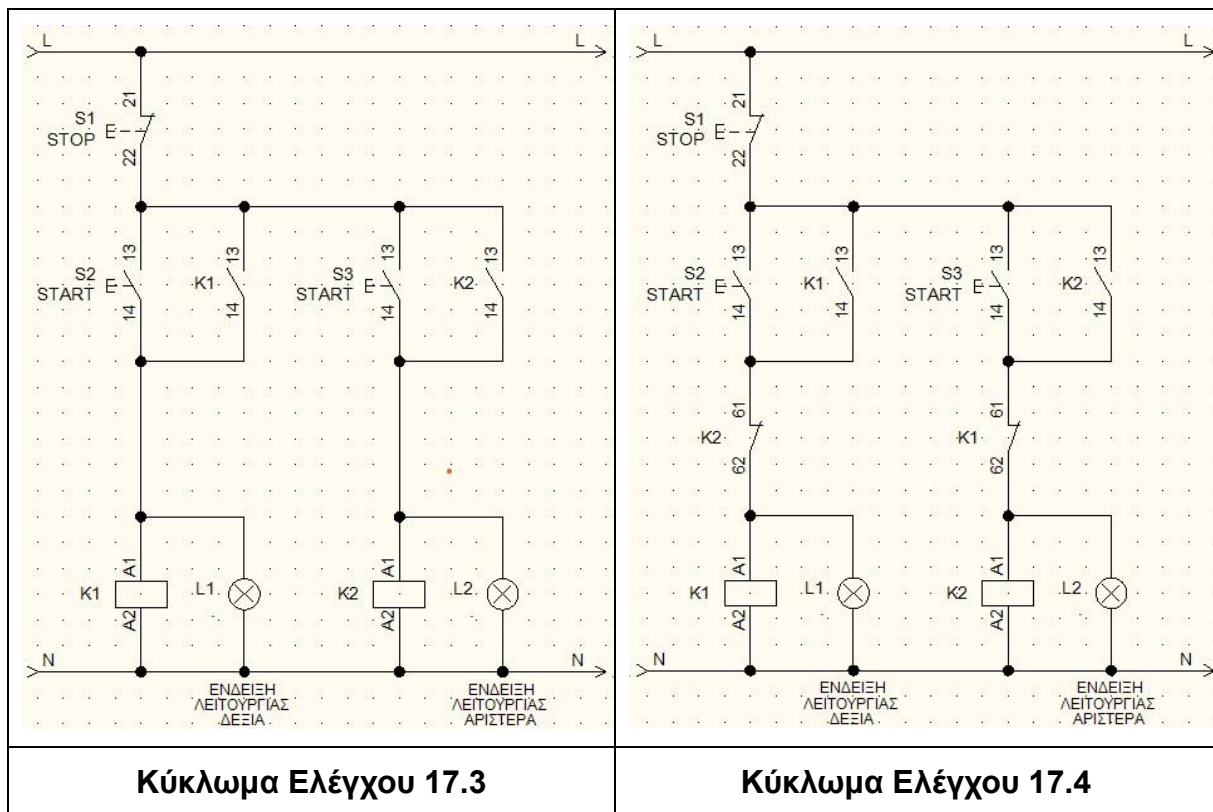 L L
21
S1
STOP E
22
13 13 13 13
S2 K1 S3 K2
START E START E
14 14 14 14
A1 A1
K1 L1 K2 L2
A2 A2
N N
ΕΝΔΕΙΞΗ
ΛΕΙΤΟΥΡΓΙΑΣ
ΔΕΞΙΑ
ΕΝΔΕΙΞΗ
ΛΕΙΤΟΥΡΓΙΑΣ
ΑΡΙΣΤΕΡΑ
Κύκλωμα Ελέγχου 17.3
L L
21
S1
STOP E
22
13 13 13 13
S2 K1 S3 K2
START E START E
14 14 14 14
61 61
K2 K1
62 62
A1 A1
K1 L1 K2 L2
A2 A2
N N
ΕΝΔΕΙΞΗ
ΛΕΙΤΟΥΡΓΙΑΣ
ΔΕΞΙΑ
ΕΝΔΕΙΞΗ
ΛΕΙΤΟΥΡΓΙΑΣ
ΑΡΙΣΤΕΡΑ
Κύκλωμα Ελέγχου 17.4